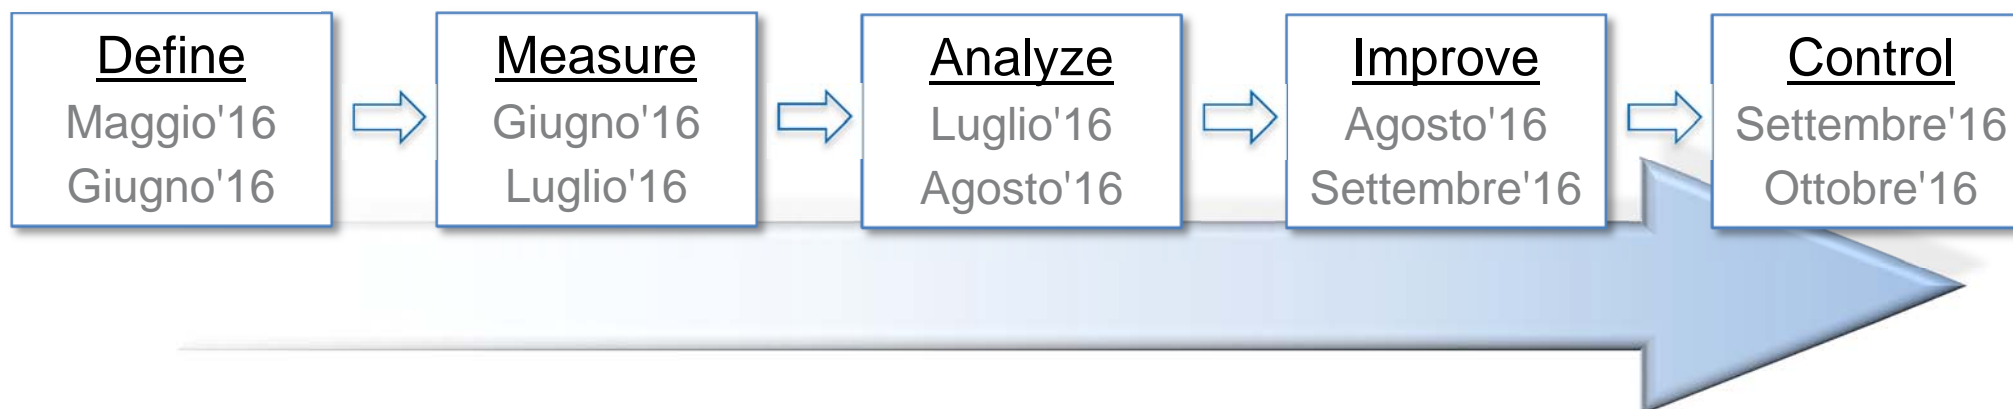 Define
Maggio'16
Giugno'16
Measure
Giugno'16
Luglio'16
Analyze
Luglio'16
Agosto'16
Improve
Agosto'16
Settembre'16
Control
Settembre'16
Ottobre'16